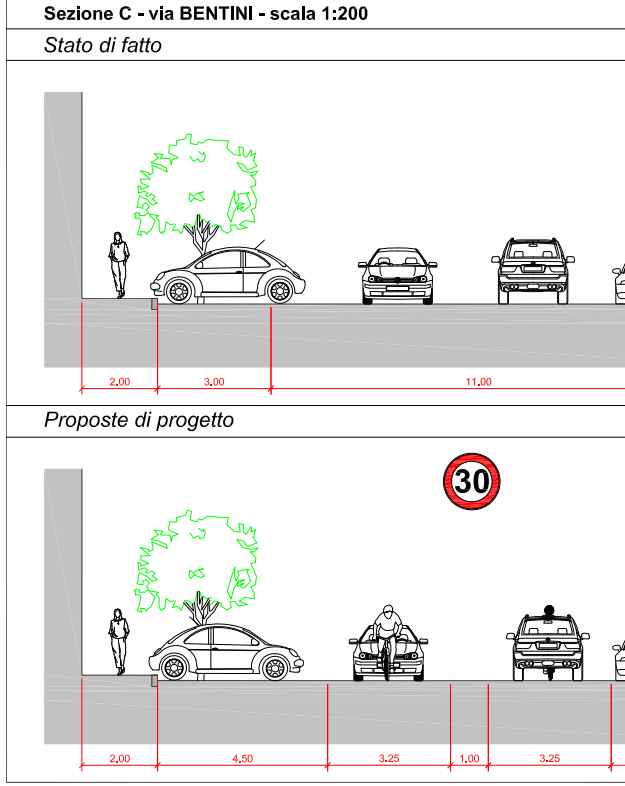 Sezione C - via BENTINI - scala 1:200
Stato di fatto
2.00 3.00 11.00
Proposte di progetto
30
2.00 4.50 3.25 1.00 3.25